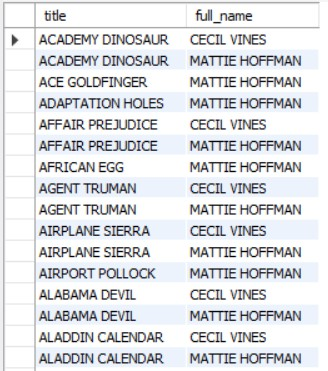 title full_name
ACADEMY DINOSAUR CECIL VINES
ACADEMY DINOSAUR MATTIE HOFFMAN
ACE GOLDFINGER MATTIE HOFFMAN
ADAPTATION HOLES MATTIE HOFFMAN
AFFAIR PREJUDICE CECIL VINES
AFFAIR PREJUDICE MATTIE HOFFMAN
AFRICAN EGG MATTIE HOFFMAN
AGENT TRUMAN CECIL VINES
AGENT TRUMAN MATTIE HOFFMAN
AIRPLANE SIERRA CECIL VINES
AIRPLANE SIERRA MATTIE HOFFMAN
AIRPORT POLLOCK MATTIE HOFFMAN
ALABAMA DEVIL CECIL VINES
ALABAMA DEVIL MATTIE HOFFMAN
ALADDIN CALENDAR CECIL VINES
ALADDIN CALENDAR MATTIE HOFFMAN